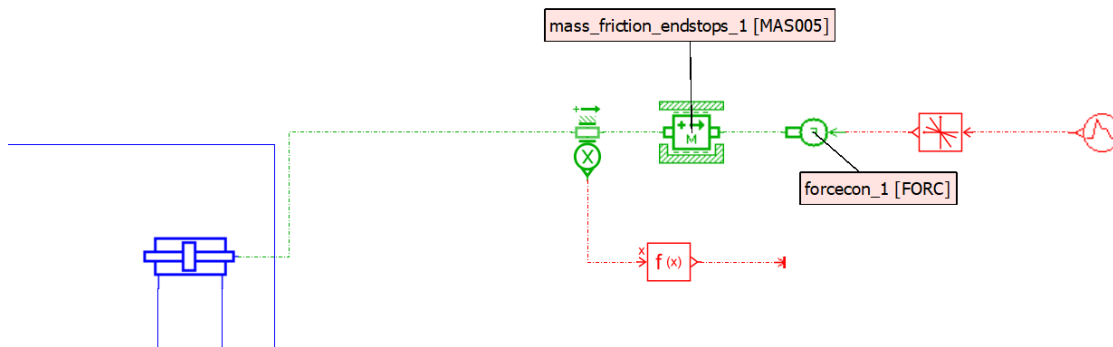 mass_friction_endstops_1 [MAS005]
M
X
forcecon_1 [FORC]
x
f (x)